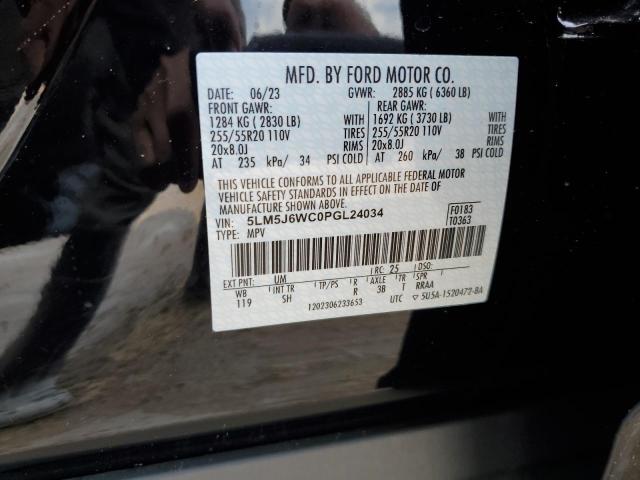 MFD. BY FORD MOTOR CO.
DATE: 06/23 GVWR: 2885 KG ( 6360 LB)
FRONT GAWR: REAR GAWR:
1284 KG ( 2830 LB) WITH 1692 KG ( 3730 LB) WITH
255/55R20 110V TIRES 255/55R20 110V TIRES
20x8.0J RIMS 20x8.0J RIMS
AT 235 kPa/ 34 PSI COLD AT 260 kPa/ 38 PSI COLD
THIS VEHICLE CONFORMS TO ALL APPLICABLE FEDERAL MOTOR
VEHICLE SAFETY STANDARDS IN EFFECT ON THE DATE OF
MANUFACTURE SHOWN ABOVE.
VIN: 5LM5J6WC0PGL24034 F0183
TYPE: MPV T0363
EXT PNT: UM RC: 25 DSO:
WB INT TR TP/PS R AXLE TR SPR
119 SH R 3B T RRAA
1202306233653 UTC ▽ 5U5A-1520472-BA